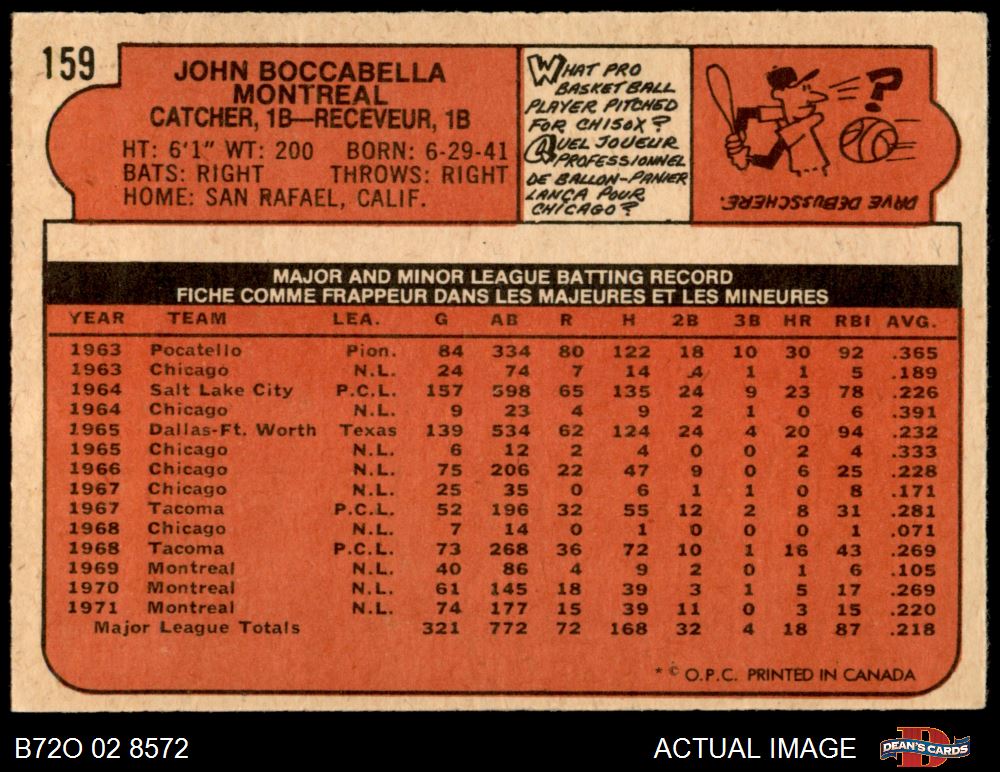 159
JOHN BOCCABELLA
MONTREAL
CATCHER, 1B—RECEVEUR, 1B
HT: 6'1" WT: 200 BORN: 6-29-41
BATS: RIGHT THROWS: RIGHT
HOME: SAN RAFAEL, CALIF.
WHAT PRO
BASKETBALL
PLAYER PITCHED
FOR CHISOX?
QUEL JOUEUR
PROFESSIONNEL
DE BALLON-PANIER
LANÇA POUR
CHICAGO?
?
DAVE DEBUSSCHERE.
MAJOR AND MINOR LEAGUE BATTING RECORD
FICHE COMME FRAPPEUR DANS LES MAJEURES ET LES MINEURES
YEAR TEAM LEA. G AB R H 2B 3B HR RBI AVG.
1963 Pocatello Pion. 84 334 80 122 18 10 30 92 .365
1963 Chicago N.L. 24 74 7 14 4 1 1 5 .189
1964 Salt Lake City P.C.L. 157 598 65 135 24 9 23 78 .226
1964 Chicago N.L. 9 23 4 9 2 1 0 6 .391
1965 Dallas-Ft. Worth Texas 139 534 62 124 24 4 20 94 .232
1965 Chicago N.L. 6 12 2 4 0 0 2 4 .333
1966 Chicago N.L. 75 206 22 47 9 0 6 25 .228
1967 Chicago N.L. 25 35 0 6 1 1 0 8 .171
1967 Tacoma P.C.L. 52 196 32 55 12 2 8 31 .281
1968 Chicago N.L. 7 14 0 1 0 0 0 1 .071
1968 Tacoma P.C.L. 73 268 36 72 10 1 16 43 .269
1969 Montreal N.L. 40 86 4 9 2 0 1 6 .105
1970 Montreal N.L. 61 145 18 39 3 1 5 17 .269
1971 Montreal N.L. 74 177 15 39 11 0 3 15 .220
Major League Totals 321 772 72 168 32 4 18 87 .218
* © O.P.C. PRINTED IN CANADA
B72O 02 8572
ACTUAL IMAGE
D
DEAN'S CARDS